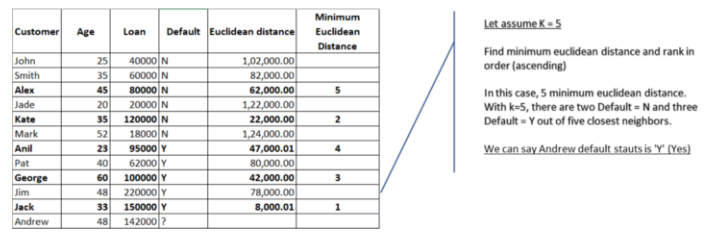 Customer Age Loan Default Euclidean distance Minimum Euclidean Distance
John 25 40000 N 1,02,000.00
Smith 35 60000 N 82,000.00
Alex 45 80000 N 62,000.00 5
Jade 20 20000 N 1,22,000.00
Kate 35 120000 N 22,000.00 2
Mark 52 18000 N 1,24,000.00
Anil 23 95000 Y 47,000.01 4
Pat 40 62000 Y 80,000.00
George 60 100000 Y 42,000.00 3
Jim 48 220000 Y 78,000.00
Jack 33 150000 Y 8,000.01 1
Andrew 48 142000 ?
Let assume K = 5
Find minimum euclidean distance and rank in
order (ascending)
In this case, 5 minimum euclidean distance.
With k=5, there are two Default = N and three
Default = Y out of five closest neighbors.
We can say Andrew default stauts is 'Y' (Yes)